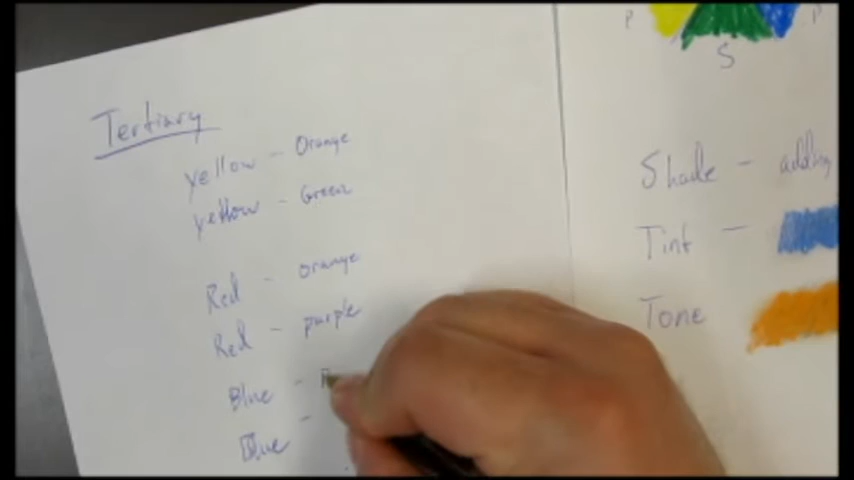 Tertiary
yellow - Orange
yellow - Green
Red - orange
Red - purple
Blue - P
Blue -
P
P
S
Shade - adding
Tint -
Tone